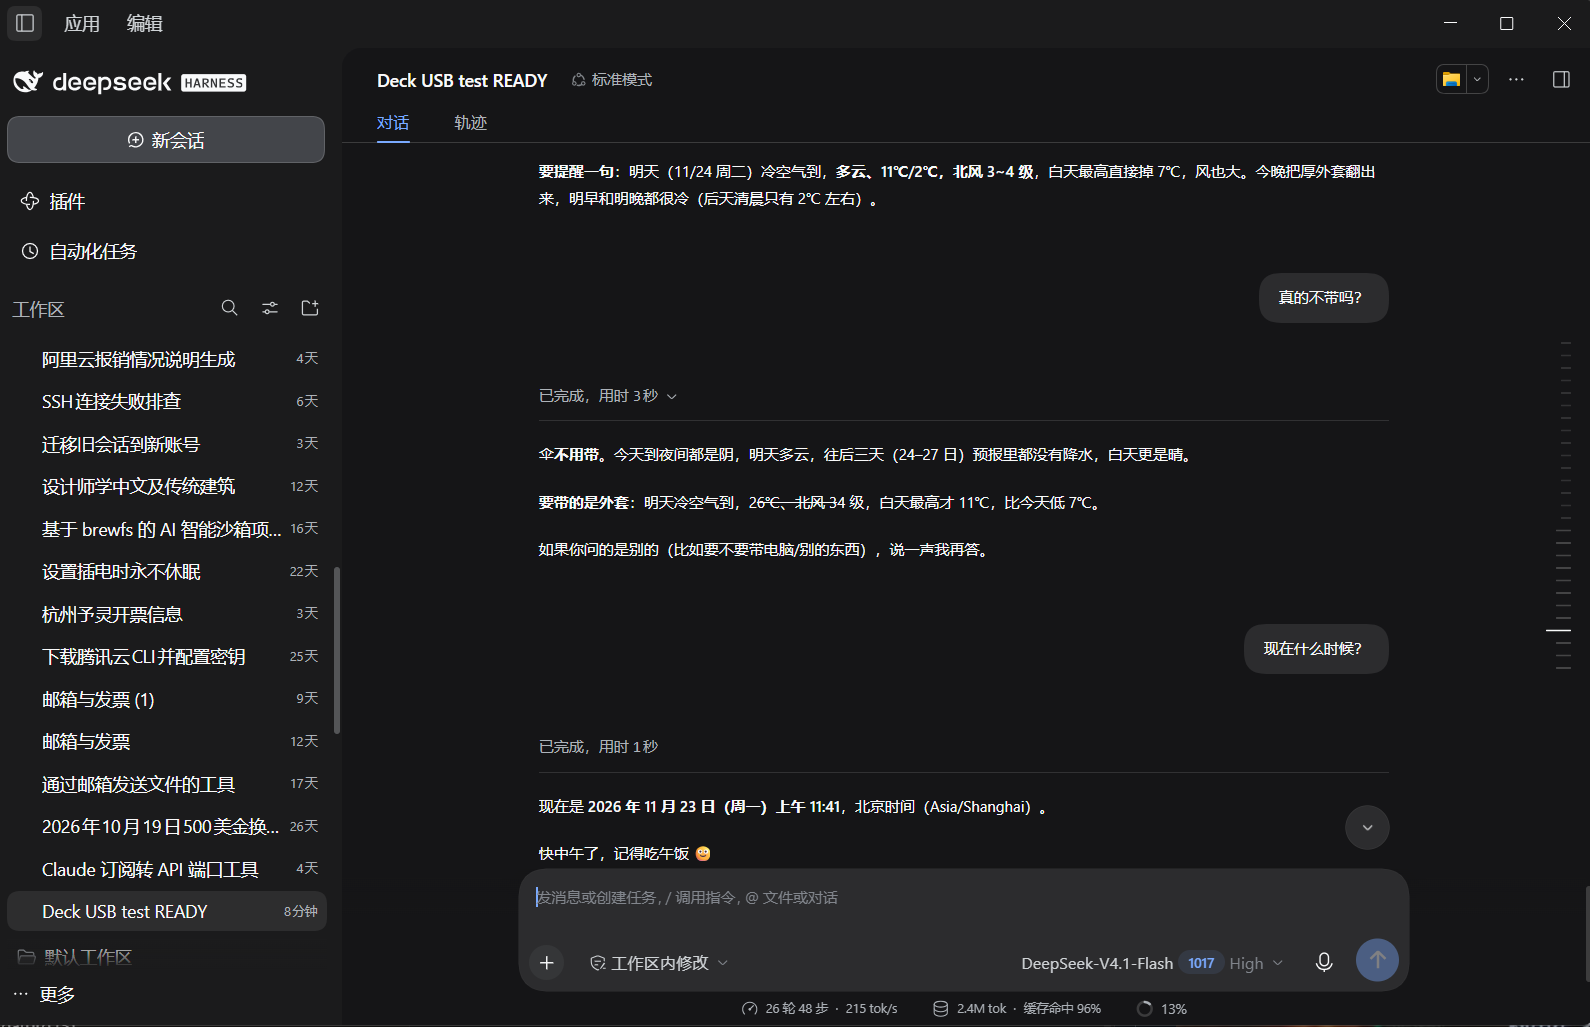 应用 编辑
deepseek HARNESS
新会话
插件
自动化任务
工作区
阿里云报销情况说明生成 4天
SSH 连接失败排查 6天
迁移旧会话到新账号 3天
设计师学中文及传统建筑 12天
基于 brewfs 的 AI 智能沙箱项... 16天
设置插电时永不休眠 22天
杭州予灵开票信息 3天
下载腾讯云 CLI 并配置密钥 25天
邮箱与发票 (1) 9天
邮箱与发票 12天
通过邮箱发送文件的工具 17天
2026年10月19日500美金换... 26天
Claude 订阅转 API 端口工具 4天
Deck USB test READY 8分钟
默认工作区
··· 更多
Deck USB test READY 标准模式
对话 轨迹
要提醒一句：明天（11/24 周二）冷空气到，多云、11℃/2℃，北风 3~4 级，白天最高直接掉 7℃，风也大。今晚把厚外套翻出
来，明早和明晚都很冷（后天清晨只有 2℃ 左右）。
真的不带吗？
已完成，用时 3 秒
伞不用带。今天到夜间都是阴，明天多云，往后三天（24–27 日）预报里都没有降水，白天更是晴。
要带的是外套：明天冷空气到，26℃、北风 34 级，白天最高才 11℃，比今天低 7℃。
如果你问的是别的（比如要不要带电脑/别的东西），说一声我再答。
现在什么时候？
已完成，用时 1 秒
现在是 2026 年 11 月 23 日（周一）上午 11:41，北京时间（Asia/Shanghai）。
快中午了，记得吃午饭
发消息或创建任务, / 调用指令, @ 文件或对话
工作区内修改 DeepSeek-V4.1-Flash 1017 High
26 轮 48 步 · 215 tok/s 2.4M tok · 缓存命中 96% 13%